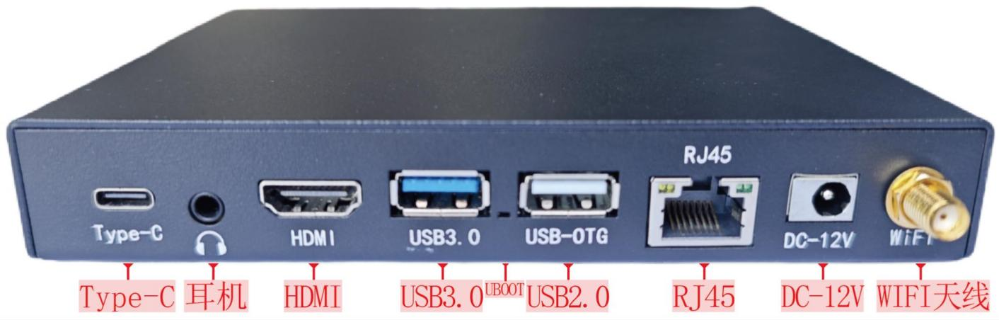 RJ45
Type-C
HDMI
USB3.0
USB-OTG
DC-12V
WiFi
Type-C
耳机
HDMI
USB3.0
UBOOT
USB2.0
RJ45
DC-12V
WIFI天线